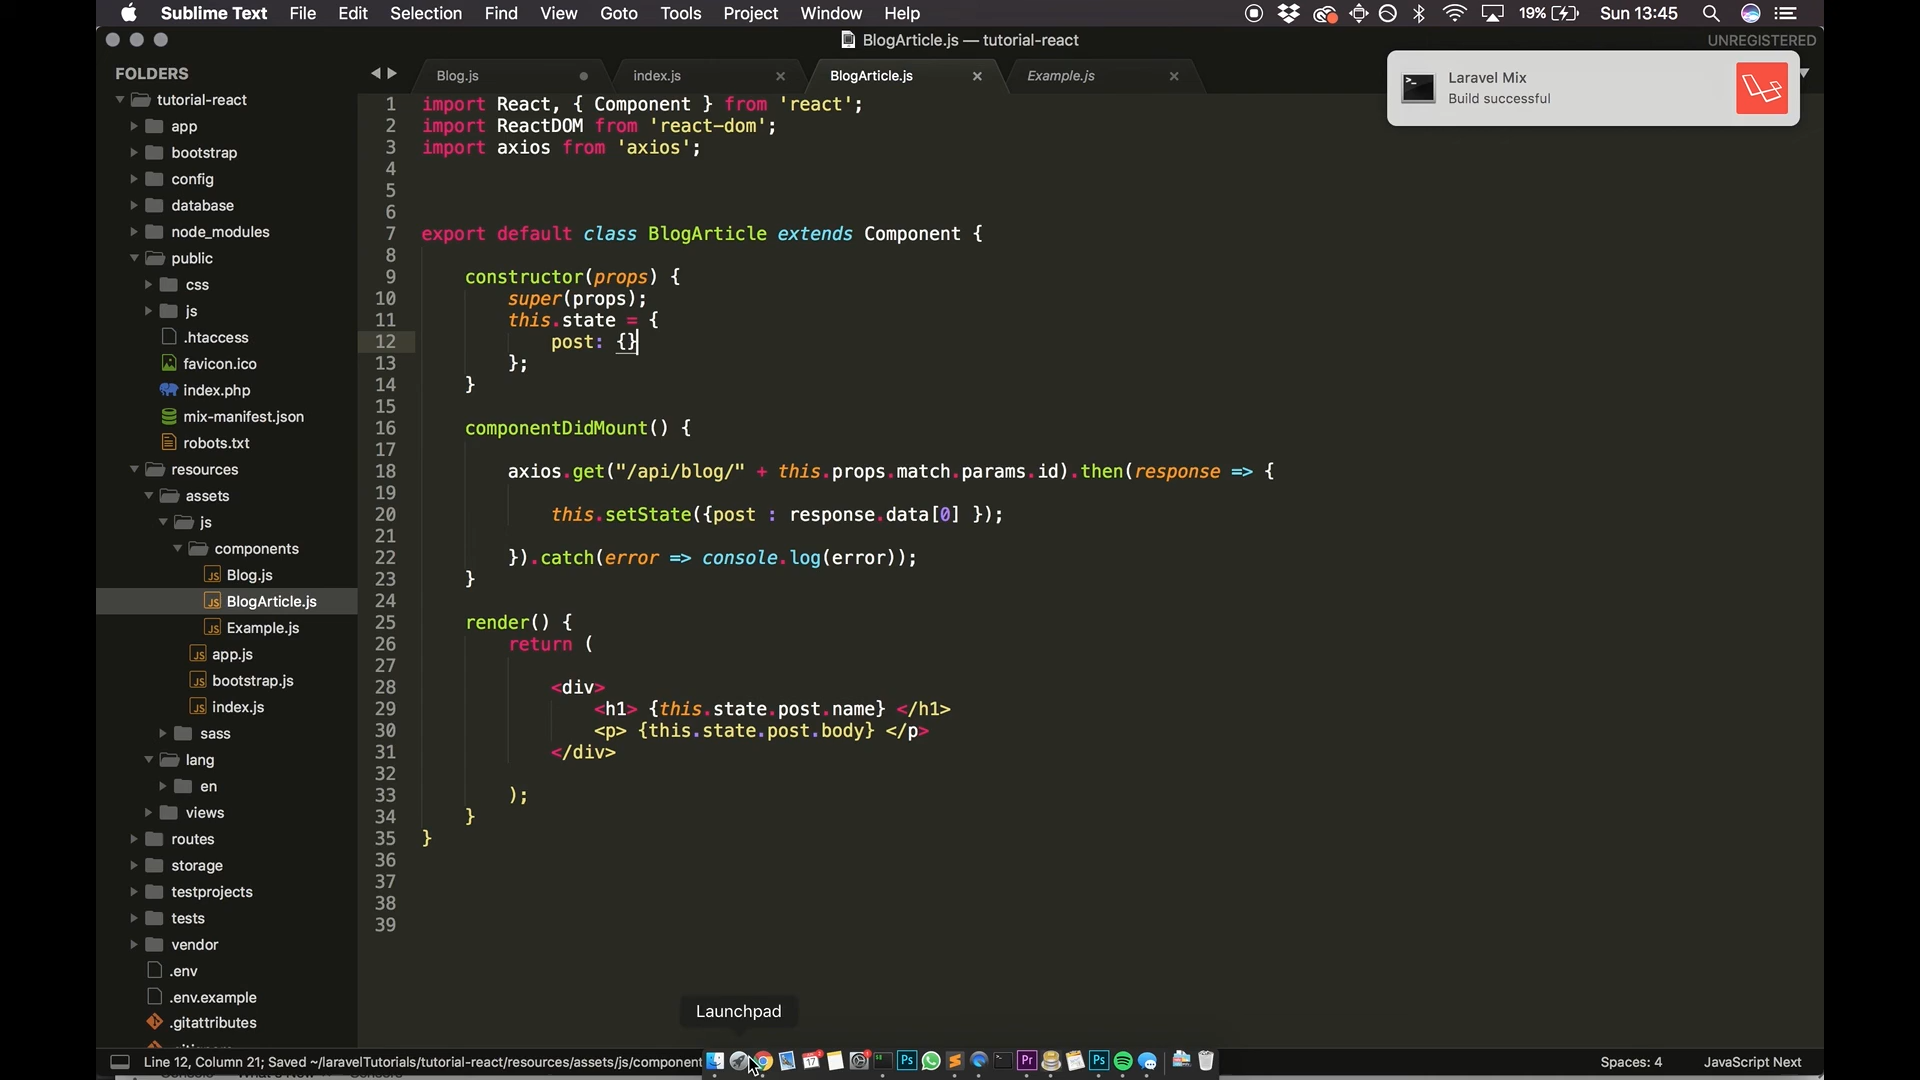 Sublime Text File Edit Selection Find View Goto Tools Project Window Help 19% Sun 13:45
BlogArticle.js — tutorial-react UNREGISTERED
FOLDERS
tutorial-react
app
bootstrap
config
database
node_modules
public
css
js
.htaccess
favicon.ico
index.php
mix-manifest.json
robots.txt
resources
assets
js
components
Blog.js
BlogArticle.js
Example.js
app.js
bootstrap.js
index.js
sass
lang
en
views
routes
storage
testprojects
tests
vendor
.env
.env.example
.gitattributes
Blog.js index.js BlogArticle.js Example.js
Laravel Mix
Build successful
1 import React, { Component } from 'react';
2 import ReactDOM from 'react-dom';
3 import axios from 'axios';
4
5
6
7 export default class BlogArticle extends Component {
8
9 constructor(props) {
10 super(props);
11 this.state = {
12 post: {}
13 };
14 }
15
16 componentDidMount() {
17
18 axios.get("/api/blog/" + this.props.match.params.id).then(response => {
19
20 this.setState({post : response.data[0] });
21
22 }).catch(error => console.log(error));
23 }
24
25 render() {
26 return (
27
28 <div>
29 <h1> {this.state.post.name} </h1>
30 <p> {this.state.post.body} </p>
31 </div>
32
33 );
34 }
35 }
36
37
38
39
Launchpad
Line 12, Column 21; Saved ~/laravelTutorials/tutorial-react/resources/assets/js/component Spaces: 4 JavaScript Next